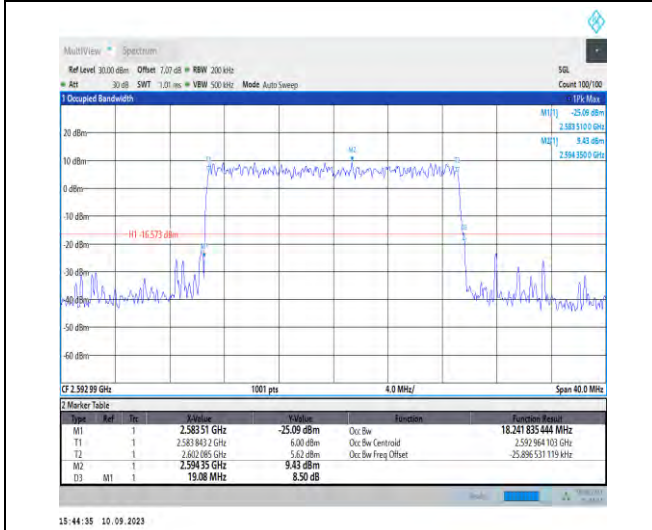 MultiView Spectrum
Ref Level 30.00 dBm Offset 7.07 dB RBW 200 kHz SGL
Att 30 dB SWT 1.01 ms VBW 500 kHz Mode Auto Sweep Count 100/100
1 Occupied Bandwidth 1Pk Max
M1[1] -25.09 dBm
2.583 510 0 GHz
M2[1] 9.43 dBm
2.594 350 0 GHz
20 dBm
M2
10 dBm
0 dBm
-10 dBm
H1 -16.573 dBm
-20 dBm
-30 dBm
-40 dBm
-50 dBm
-60 dBm
CF 2.592 99 GHz 1001 pts 4.0 MHz/ Span 40.0 MHz
2 Marker Table
Type Ref Trc X-Value Y-Value Function Function Result
M1 1 2.583 51 GHz -25.09 dBm Occ Bw 18.241 835 444 MHz
T1 1 2.583 843 2 GHz 6.00 dBm Occ Bw Centroid 2.592 964 103 GHz
T2 1 2.602 085 GHz 5.62 dBm Occ Bw Freq Offset -25.896 531 119 kHz
M2 1 2.594 35 GHz 9.43 dBm
D3 M1 1 19.08 MHz 8.50 dB
15:44:35 10.09.2023